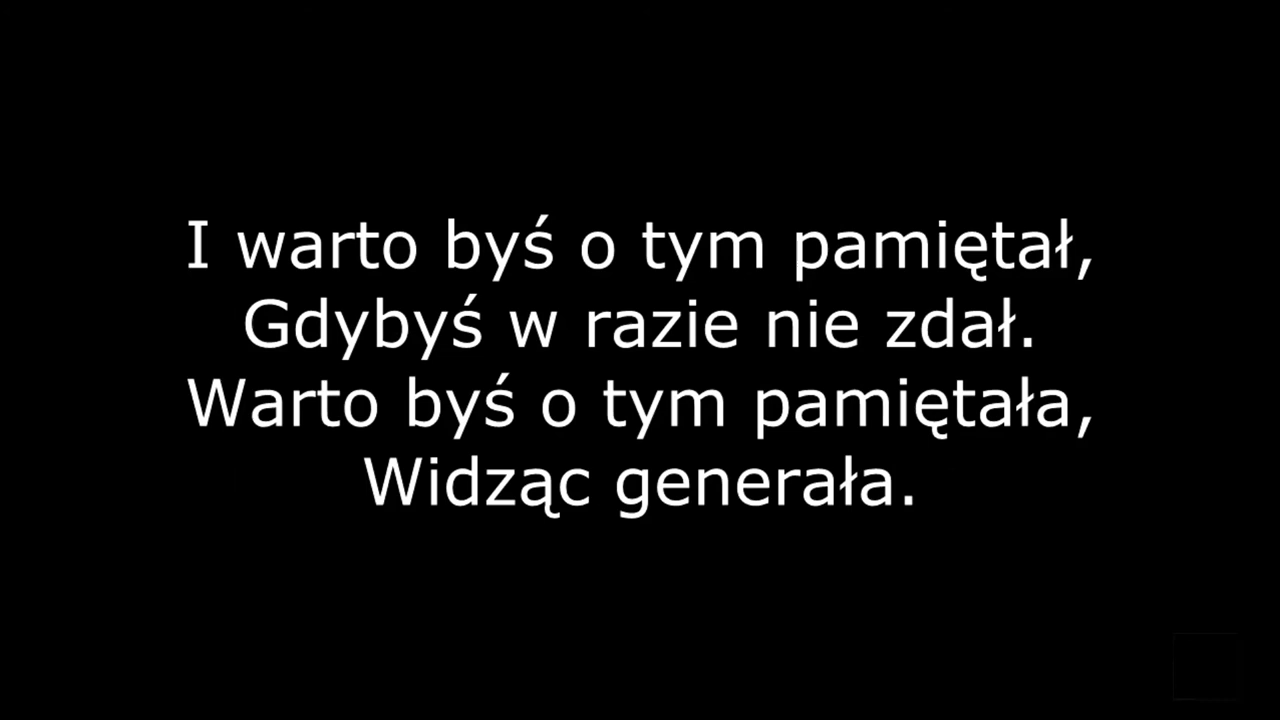 I warto byś o tym pamiętał,
Gdybyś w razie nie zdał.
Warto byś o tym pamiętała,
Widząc generała.